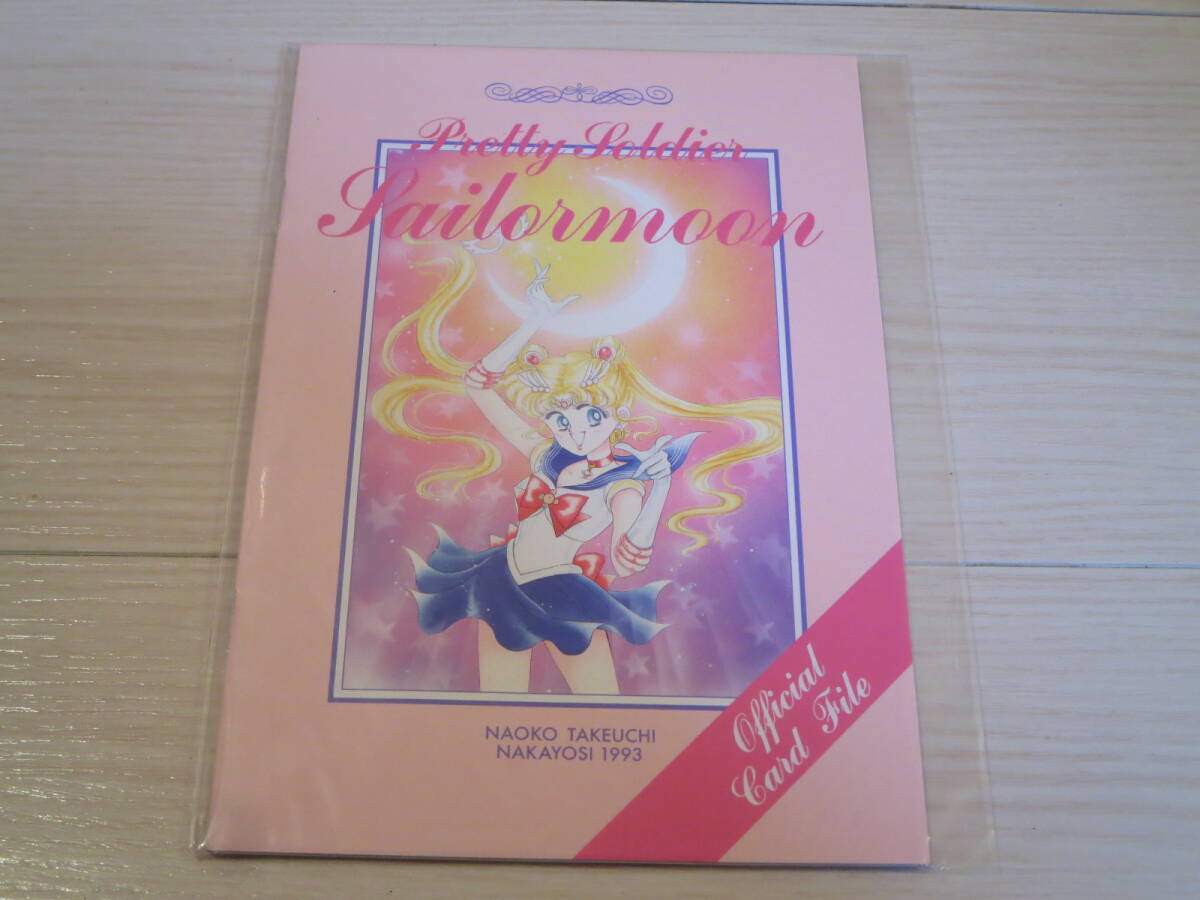 Pretty Soldier
Sailormoon
NAOKO TAKEUCHI
NAKAYOSI 1993
Official
Card File